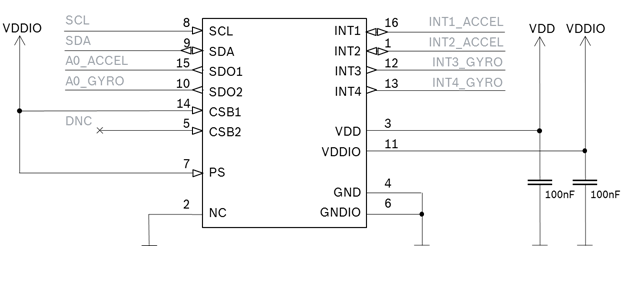 VDDIO
SCL
8
SCL
SDA
9
SDA
A0_ACCEL
15
SDO1
A0_GYRO
10
SDO2
14
CSB1
DNC
5
CSB2
7
PS
2
NC
INT1
16
INT1_ACCEL
INT2
1
INT2_ACCEL
INT3
12
INT3_GYRO
INT4
13
INT4_GYRO
VDD
3
VDDIO
11
GND
4
GNDIO
6
VDD
VDDIO
100nF
100nF